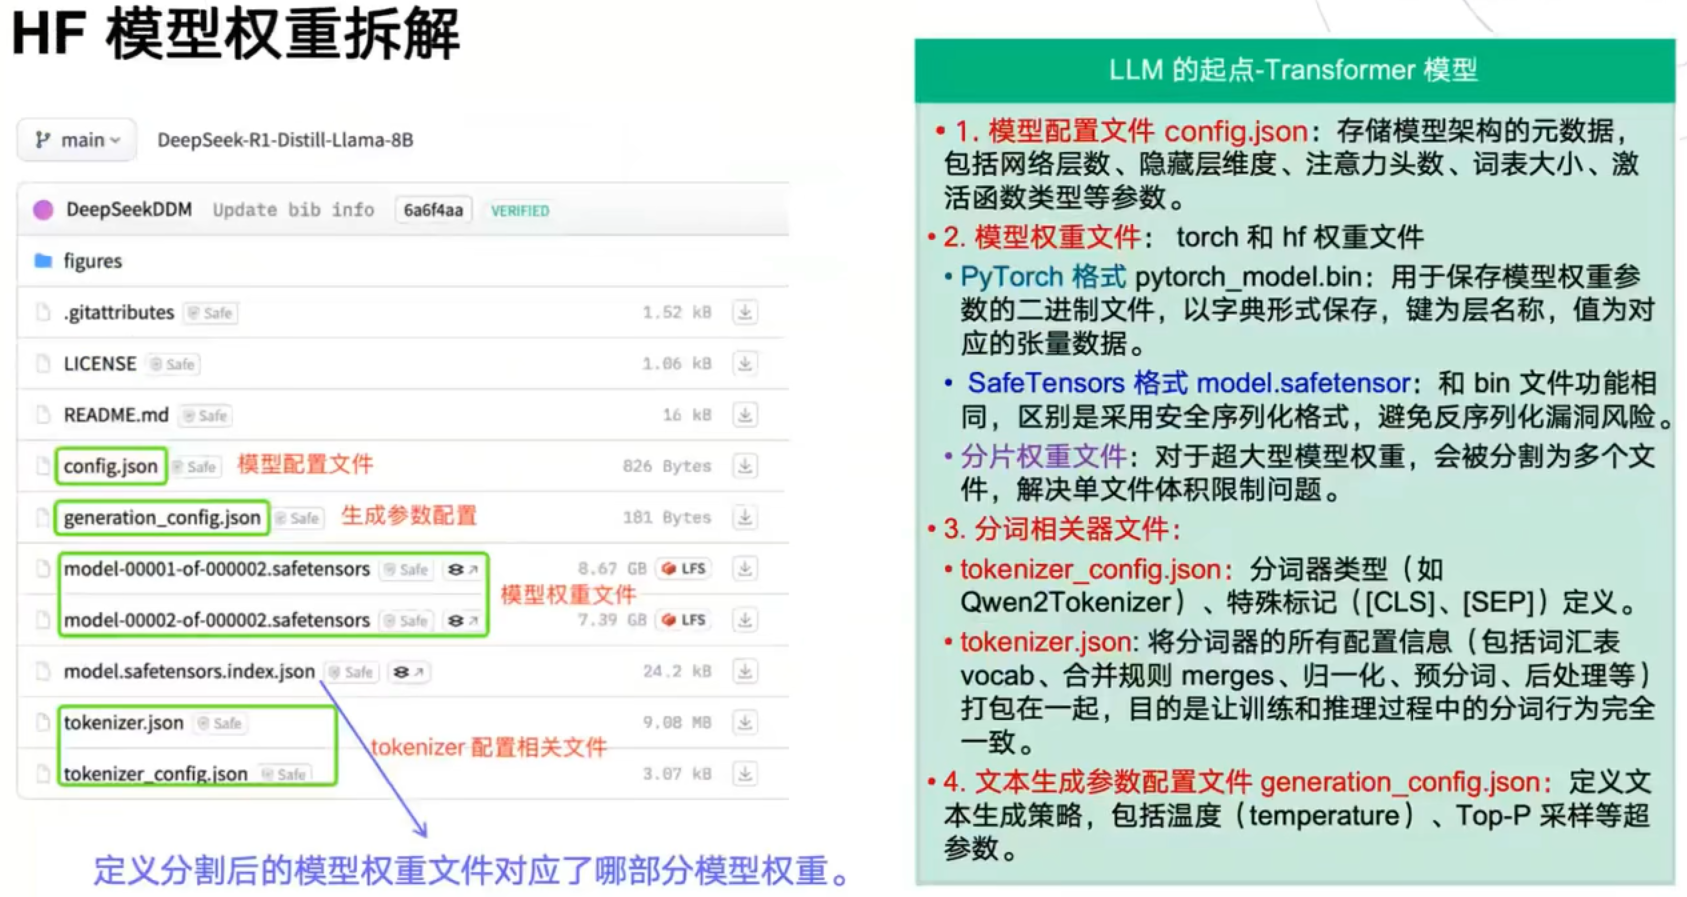 HF 模型权重拆解
main
DeepSeek-R1-Distill-Llama-8B
DeepSeekDDM Update bib info 6a6f4aa VERIFIED
figures
.gitattributes Safe 1.52 kB
LICENSE Safe 1.06 kB
README.md Safe 16 kB
config.json Safe 模型配置文件 826 Bytes
generation_config.json Safe 生成参数配置 181 Bytes
model-00001-of-000002.safetensors Safe 8.67 GB LFS
模型权重文件
model-00002-of-000002.safetensors Safe 7.39 GB LFS
model.safetensors.index.json Safe 24.2 kB
tokenizer.json Safe 9.08 MB
tokenizer 配置相关文件
tokenizer_config.json Safe 3.07 kB
定义分割后的模型权重文件对应了哪部分模型权重。
LLM 的起点-Transformer 模型
• 1. 模型配置文件 config.json：存储模型架构的元数据，
包括网络层数、隐藏层维度、注意力头数、词表大小、激
活函数类型等参数。
• 2. 模型权重文件： torch 和 hf 权重文件
• PyTorch 格式 pytorch_model.bin：用于保存模型权重参
数的二进制文件，以字典形式保存，键为层名称，值为对
应的张量数据。
• SafeTensors 格式 model.safetensor：和 bin 文件功能相
同，区别是采用安全序列化格式，避免反序列化漏洞风险。
• 分片权重文件：对于超大型模型权重，会被分割为多个文
件，解决单文件体积限制问题。
• 3. 分词相关器文件：
• tokenizer_config.json：分词器类型（如
Qwen2Tokenizer）、特殊标记（[CLS]、[SEP]）定义。
• tokenizer.json: 将分词器的所有配置信息（包括词汇表
vocab、合并规则 merges、归一化、预分词、后处理等）
打包在一起，目的是让训练和推理过程中的分词行为完全
一致。
• 4. 文本生成参数配置文件 generation_config.json：定义文
本生成策略，包括温度（temperature）、Top-P 采样等超
参数。